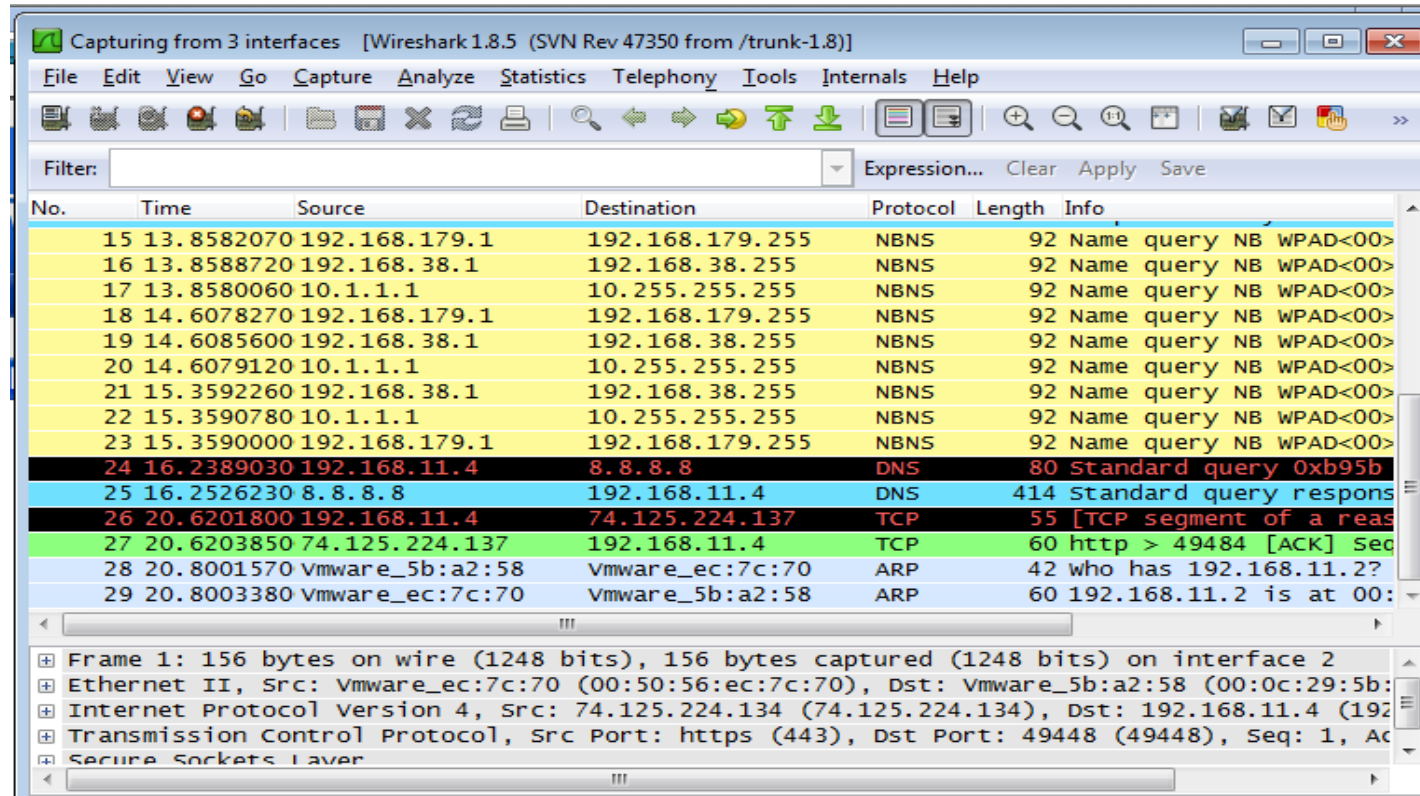 Capturing from 3 interfaces [Wireshark 1.8.5 (SVN Rev 47350 from /trunk-1.8)]
File Edit View Go Capture Analyze Statistics Telephony Tools Internals Help
Filter: Expression... Clear Apply Save
No. Time Source Destination Protocol Length Info
15 13.8582070 192.168.179.1 192.168.179.255 NBNS 92 Name query NB WPAD<00>
16 13.8588720 192.168.38.1 192.168.38.255 NBNS 92 Name query NB WPAD<00>
17 13.8580060 10.1.1.1 10.255.255.255 NBNS 92 Name query NB WPAD<00>
18 14.6078270 192.168.179.1 192.168.179.255 NBNS 92 Name query NB WPAD<00>
19 14.6085600 192.168.38.1 192.168.38.255 NBNS 92 Name query NB WPAD<00>
20 14.6079120 10.1.1.1 10.255.255.255 NBNS 92 Name query NB WPAD<00>
21 15.3592260 192.168.38.1 192.168.38.255 NBNS 92 Name query NB WPAD<00>
22 15.3590780 10.1.1.1 10.255.255.255 NBNS 92 Name query NB WPAD<00>
23 15.3590000 192.168.179.1 192.168.179.255 NBNS 92 Name query NB WPAD<00>
24 16.2389030 192.168.11.4 8.8.8.8 DNS 80 Standard query 0xb95b
25 16.2526230 8.8.8.8 192.168.11.4 DNS 414 Standard query respons
26 20.6201800 192.168.11.4 74.125.224.137 TCP 55 [TCP segment of a reas
27 20.6203850 74.125.224.137 192.168.11.4 TCP 60 http > 49484 [ACK] Seq
28 20.8001570 Vmware_5b:a2:58 Vmware_ec:7c:70 ARP 42 who has 192.168.11.2?
29 20.8003380 Vmware_ec:7c:70 Vmware_5b:a2:58 ARP 60 192.168.11.2 is at 00:
Frame 1: 156 bytes on wire (1248 bits), 156 bytes captured (1248 bits) on interface 2
Ethernet II, Src: Vmware_ec:7c:70 (00:50:56:ec:7c:70), Dst: Vmware_5b:a2:58 (00:0c:29:5b:
Internet Protocol Version 4, Src: 74.125.224.134 (74.125.224.134), Dst: 192.168.11.4 (192
Transmission Control Protocol, Src Port: https (443), Dst Port: 49448 (49448), Seq: 1, Ac
Secure Sockets Layer